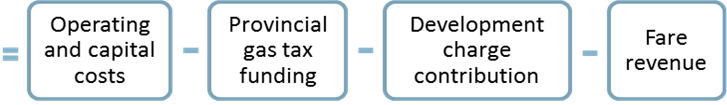 = Operating and capital costs - Provincial gas tax funding - Development charge contribution - Fare revenue